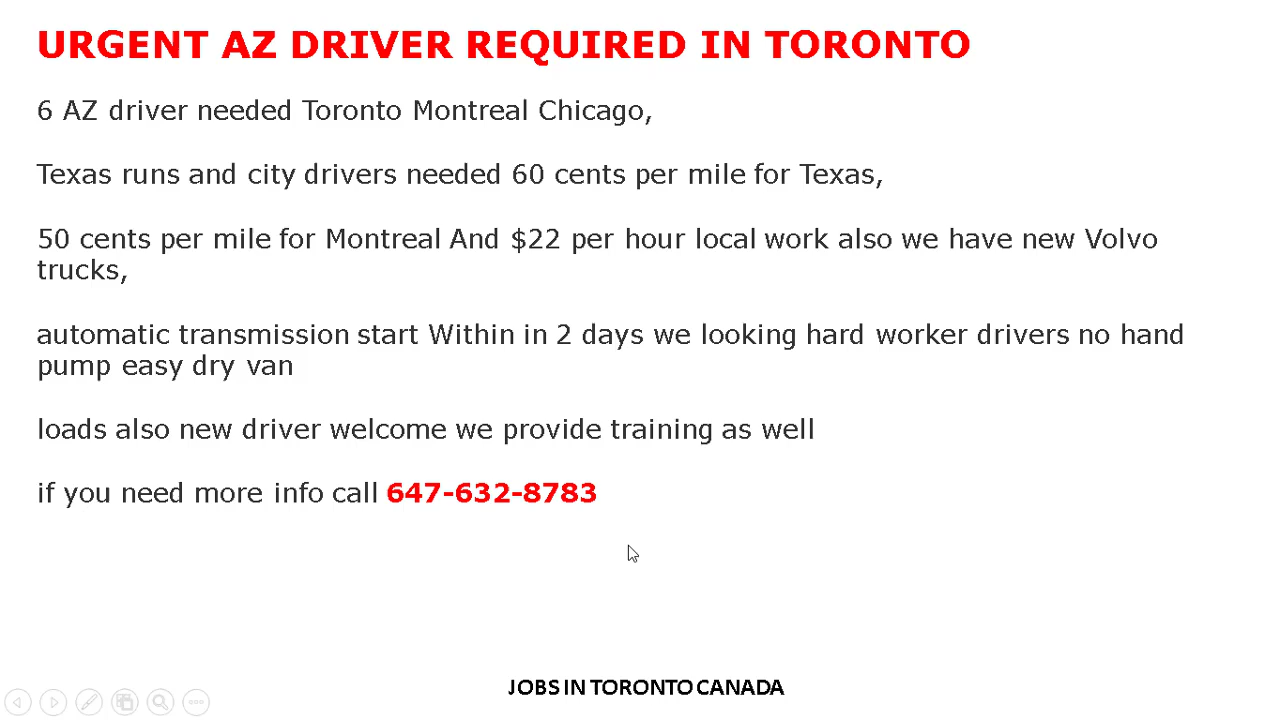 URGENT AZ DRIVER REQUIRED IN TORONTO
6 AZ driver needed Toronto Montreal Chicago,
Texas runs and city drivers needed 60 cents per mile for Texas,
50 cents per mile for Montreal And $22 per hour local work also we have new Volvo
trucks,
automatic transmission start Within in 2 days we looking hard worker drivers no hand
pump easy dry van
loads also new driver welcome we provide training as well
if you need more info call 647-632-8783
JOBS IN TORONTO CANADA